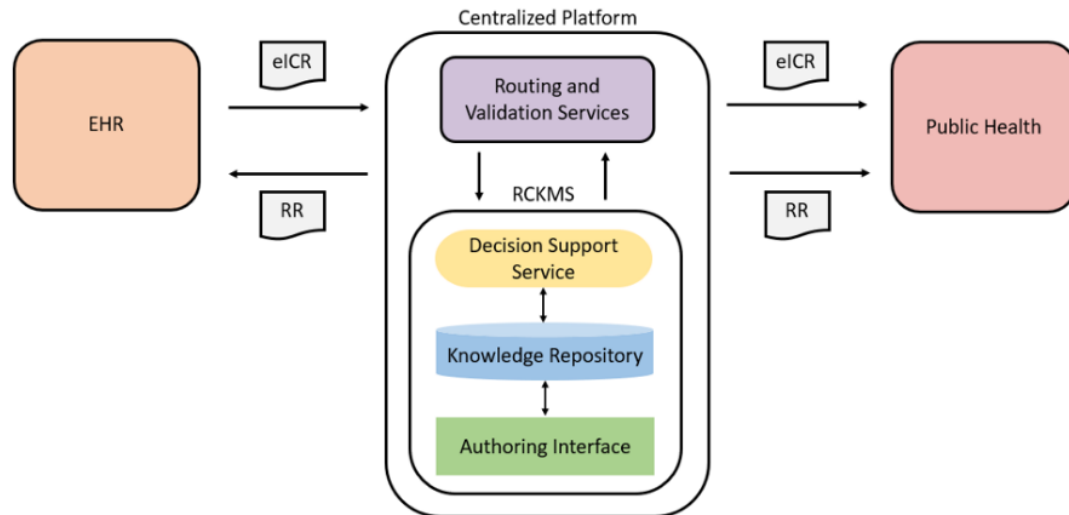 Centralized Platform
eICR
eICR
EHR
Routing and
Validation Services
Public Health
RR
RCKMS
RR
Decision Support
Service
Knowledge Repository
Authoring Interface